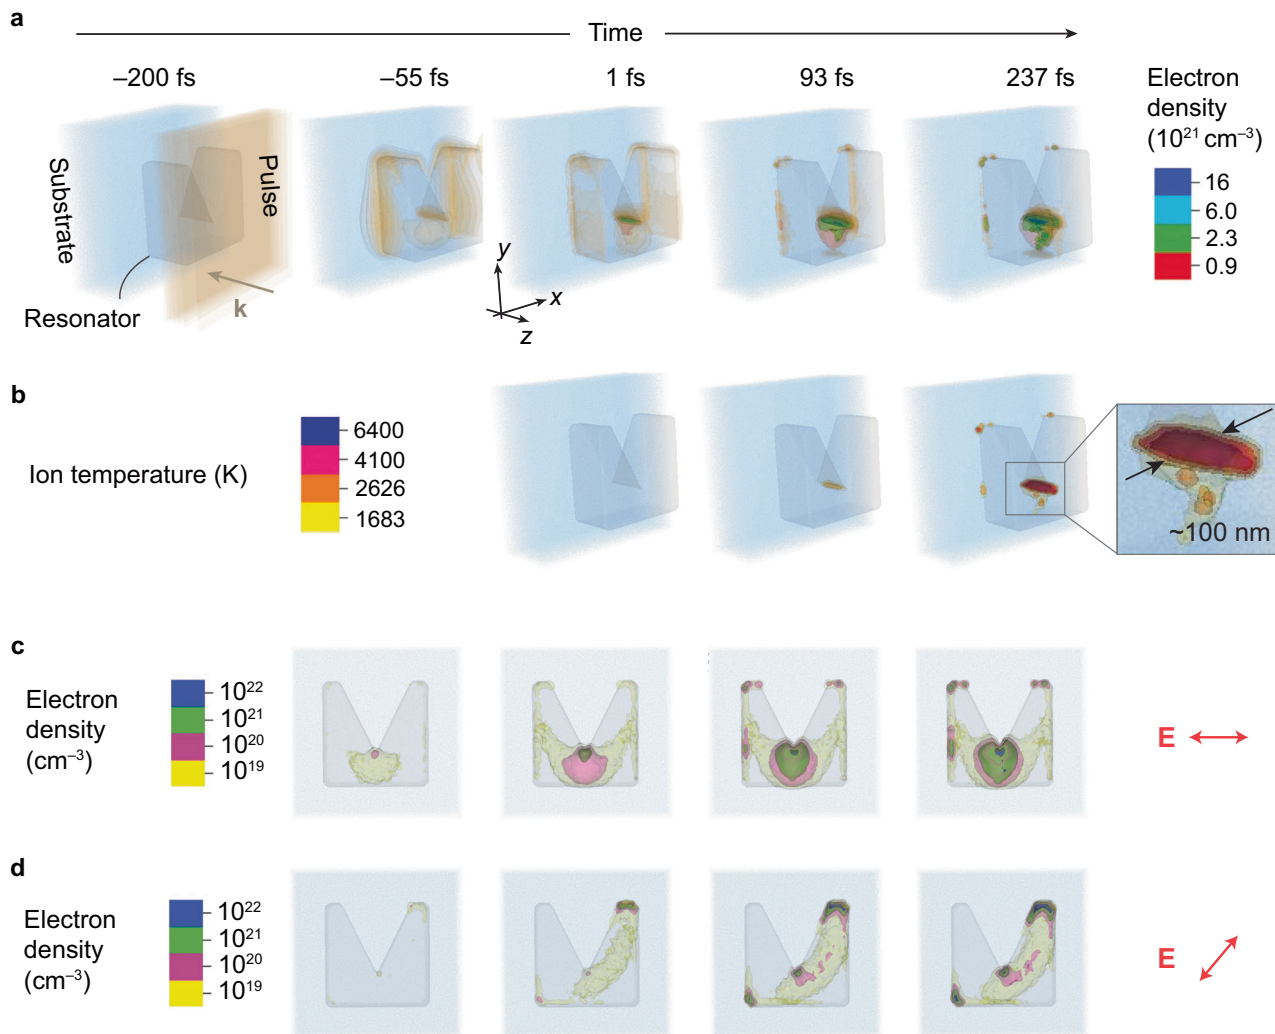 a
Time
–200 fs
–55 fs
1 fs
93 fs
237 fs
Electron
density
(10²¹ cm⁻³)
16
6.0
2.3
0.9
Substrate
Pulse
k
Resonator
y
x
z
b
Ion temperature (K)
6400
4100
2626
1683
~100 nm
c
Electron
density
(cm⁻³)
10²²
10²¹
10²⁰
10¹⁹
E
d
Electron
density
(cm⁻³)
10²²
10²¹
10²⁰
10¹⁹
E